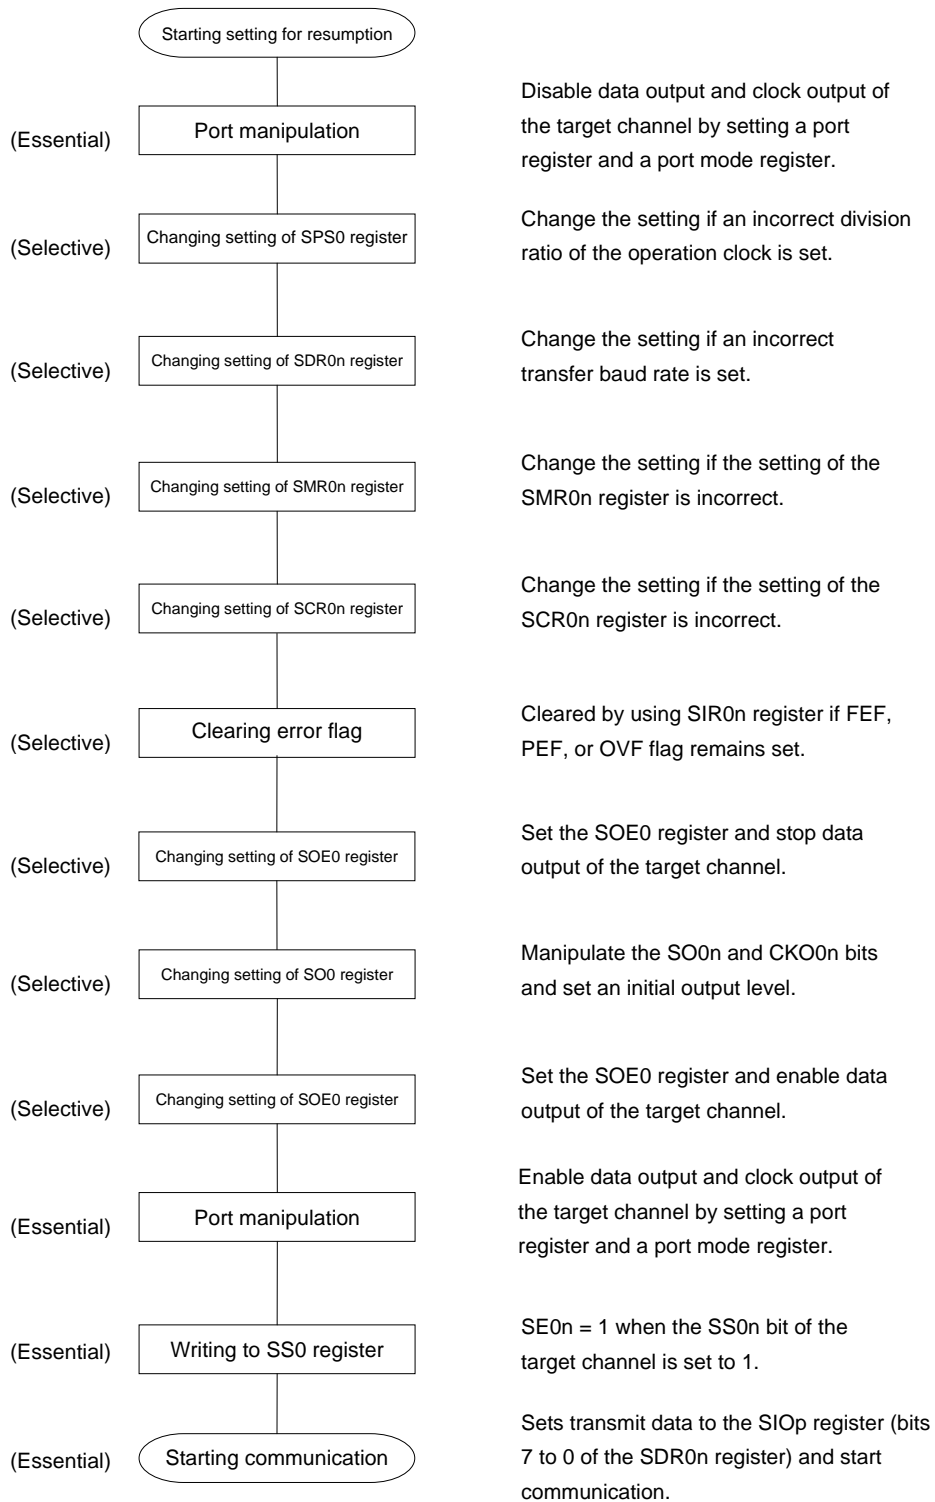 Starting setting for resumption
(Essential)
Port manipulation
Disable data output and clock output of
the target channel by setting a port
register and a port mode register.
(Selective)
Changing setting of SPS0 register
Change the setting if an incorrect division
ratio of the operation clock is set.
(Selective)
Changing setting of SDR0n register
Change the setting if an incorrect
transfer baud rate is set.
(Selective)
Changing setting of SMR0n register
Change the setting if the setting of the
SMR0n register is incorrect.
(Selective)
Changing setting of SCR0n register
Change the setting if the setting of the
SCR0n register is incorrect.
(Selective)
Clearing error flag
Cleared by using SIR0n register if FEF,
PEF, or OVF flag remains set.
(Selective)
Changing setting of SOE0 register
Set the SOE0 register and stop data
output of the target channel.
(Selective)
Changing setting of SO0 register
Manipulate the SO0n and CKO0n bits
and set an initial output level.
(Selective)
Changing setting of SOE0 register
Set the SOE0 register and enable data
output of the target channel.
(Essential)
Port manipulation
Enable data output and clock output of
the target channel by setting a port
register and a port mode register.
(Essential)
Writing to SS0 register
SE0n = 1 when the SS0n bit of the
target channel is set to 1.
(Essential)
Starting communication
Sets transmit data to the SIOp register (bits
7 to 0 of the SDR0n register) and start
communication.